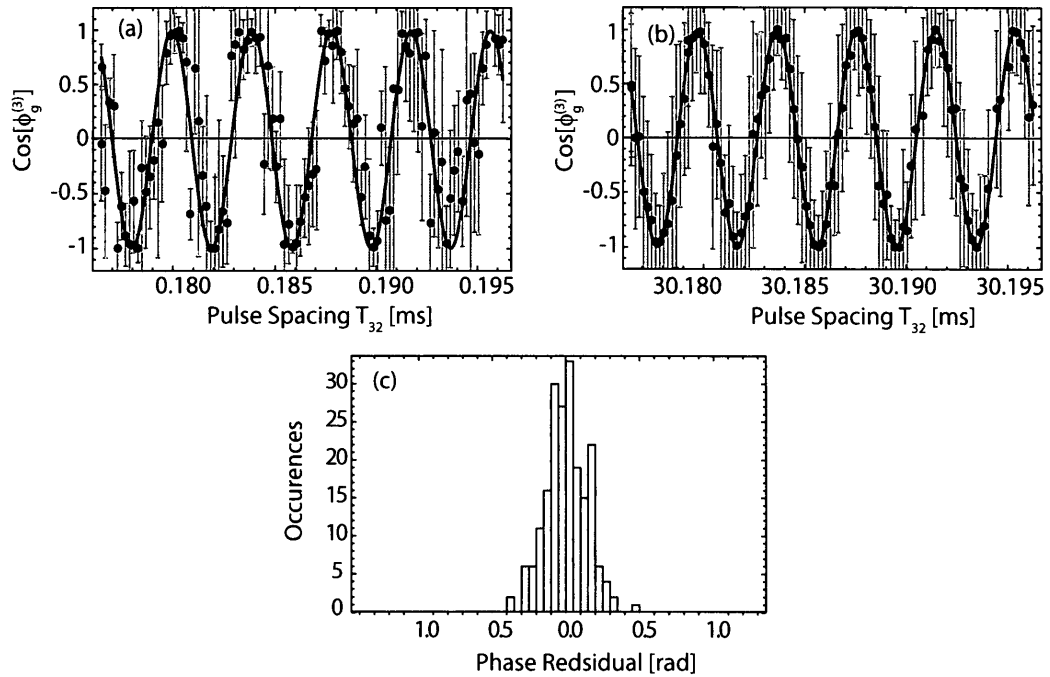 (a)
Cos[ϕg(3)]
1
0.5
0
-0.5
-1
0.180 0.185 0.190 0.195
Pulse Spacing T32 [ms]
(b)
Cos[ϕg(3)]
1
0.5
0
-0.5
-1
30.180 30.185 30.190 30.195
Pulse Spacing T32 [ms]
(c)
Occurences
30
25
20
15
10
5
0
1.0 0.5 0.0 0.5 1.0
Phase Redsidual [rad]